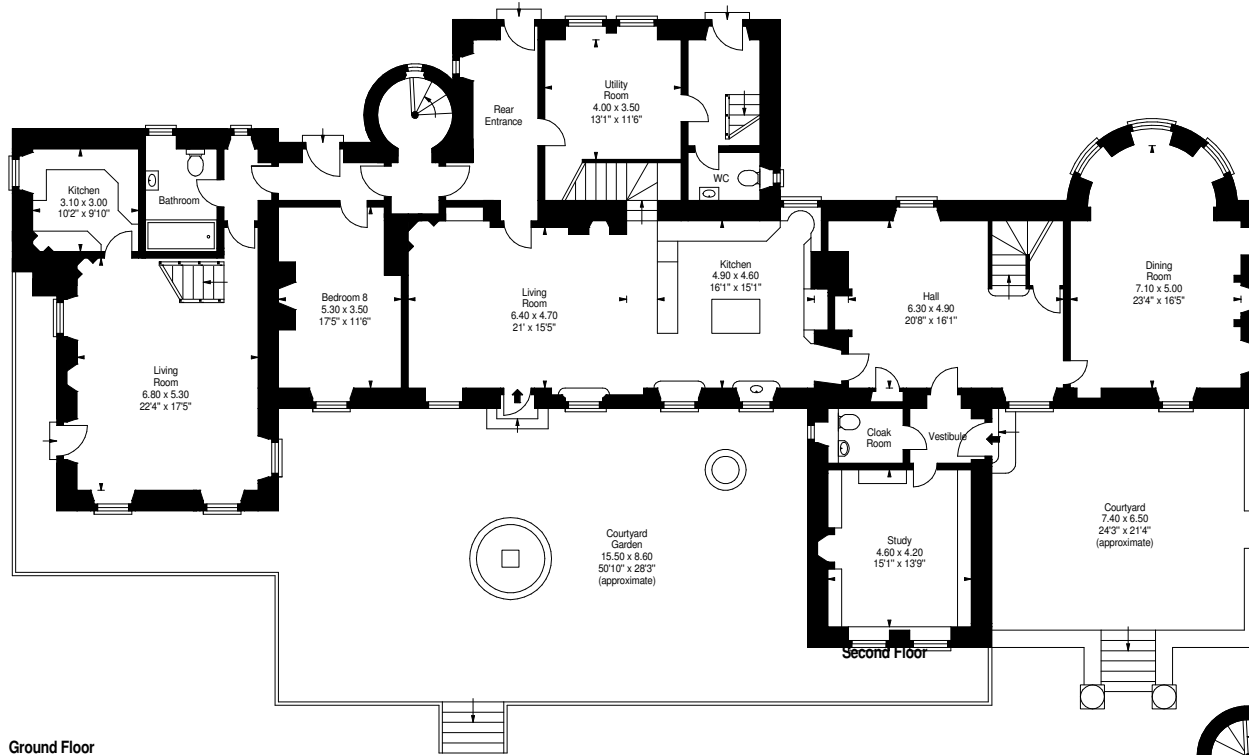 Utility
Room
4.00 x 3.50
13'1" x 11'6"
Rear
Entrance
Kitchen
3.10 x 3.00
10'2" x 9'10"
Bathroom
WC
Bedroom 8
5.30 x 3.50
17'5" x 11'6"
Living
Room
6.40 x 4.70
21' x 15'5"
Kitchen
4.90 x 4.60
16'1" x 15'1"
Hall
6.30 x 4.90
20'8" x 16'1"
Dining
Room
7.10 x 5.00
23'4" x 16'5"
Living
Room
6.80 x 5.30
22'4" x 17'5"
Cloak
Room
Vestibule
Courtyard
Garden
15.50 x 8.60
50'10" x 28'3"
(approximate)
Study
4.60 x 4.20
15'1" x 13'9"
Courtyard
7.40 x 6.50
24'3" x 21'4"
(approximate)
Second Floor
Ground Floor